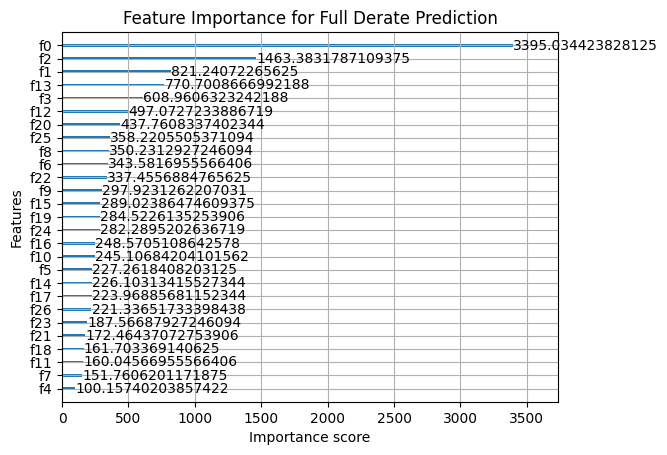 Feature Importance for Full Derate Prediction
f0 3395.034423828125
f2 1463.3831787109375
f1 821.24072265625
f13 770.7008666992188
f3 608.9606323242188
f12 497.0727233886719
f20 437.7608337402344
f25 358.2205505371094
f8 350.2312927246094
f6 343.5816955566406
f22 337.4556884765625
f9 297.9231262207031
f15 289.02386474609375
f19 284.5226135253906
f24 282.2895202636719
f16 248.5705108642578
f10 245.10684204101562
f5 227.2618408203125
f14 226.10313415527344
f17 223.96885681152344
f26 221.33651733398438
f23 187.56687927246094
f21 172.46437072753906
f18 161.703369140625
f11 160.04566955566406
f7 151.7606201171875
f4 100.15740203857422
Features
0 500 1000 1500 2000 2500 3000 3500
Importance score